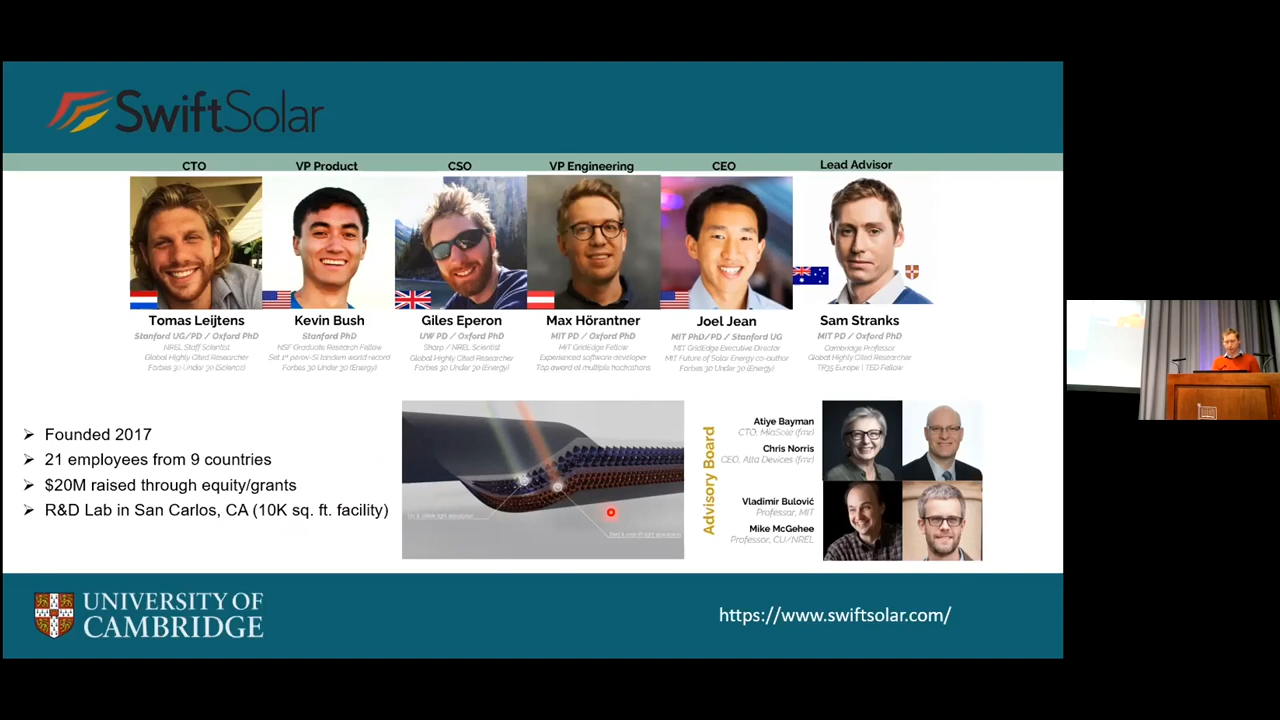 SwiftSolar
CTO
VP Product
CSO
VP Engineering
CEO
Lead Advisor
Tomas Leijtens
Stanford UG/PD / Oxford PhD
NREL Staff Scientist
Global Highly Cited Researcher
Forbes 30 Under 30 (Science)
Kevin Bush
Stanford PhD
NSF Graduate Research Fellow
Set 1st perov-Si tandem world record
Forbes 30 Under 30 (Energy)
Giles Eperon
UW PD / Oxford PhD
Sharp / NREL Scientist
Global Highly Cited Researcher
Forbes 30 Under 30 (Energy)
Max Hörantner
MIT PD / Oxford PhD
MIT GridEdge Fellow
Experienced software developer
Top award at multiple hackathons
Joel Jean
MIT PhD/PD / Stanford UG
MIT GridEdge Executive Director
MIT Future of Solar Energy co-author
Forbes 30 Under 30 (Energy)
Sam Stranks
MIT PD / Oxford PhD
Cambridge Professor
Global Highly Cited Researcher
TR35 Europe | TED Fellow
➢ Founded 2017
➢ 21 employees from 9 countries
➢ $20M raised through equity/grants
➢ R&D Lab in San Carlos, CA (10K sq. ft. facility)
Advisory Board
Atiye Bayman
CTO, MiaSolé (fmr)
Chris Norris
CEO, Alta Devices (fmr)
Vladimir Bulović
Professor, MIT
Mike McGehee
Professor, CU/NREL
UNIVERSITY OF
CAMBRIDGE
https://www.swiftsolar.com/